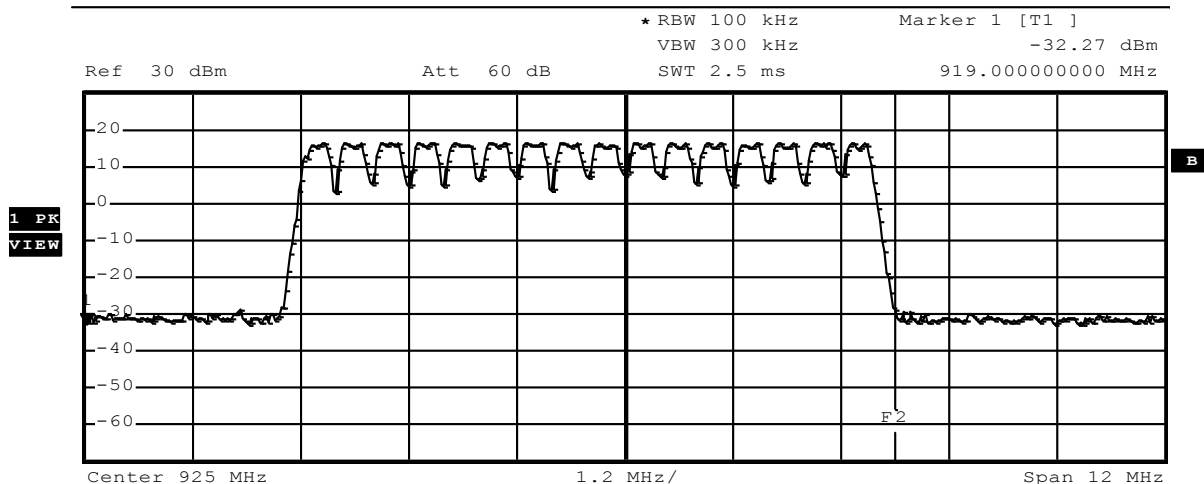 * RBW 100 kHz Marker 1 [T1 ]
VBW 300 kHz -32.27 dBm
Ref 30 dBm Att 60 dB SWT 2.5 ms 919.000000000 MHz
20
10
B
0
1 PK
VIEW
-10
-20
1
-30
-40
-50
-60
F2
Center 925 MHz 1.2 MHz/ Span 12 MHz